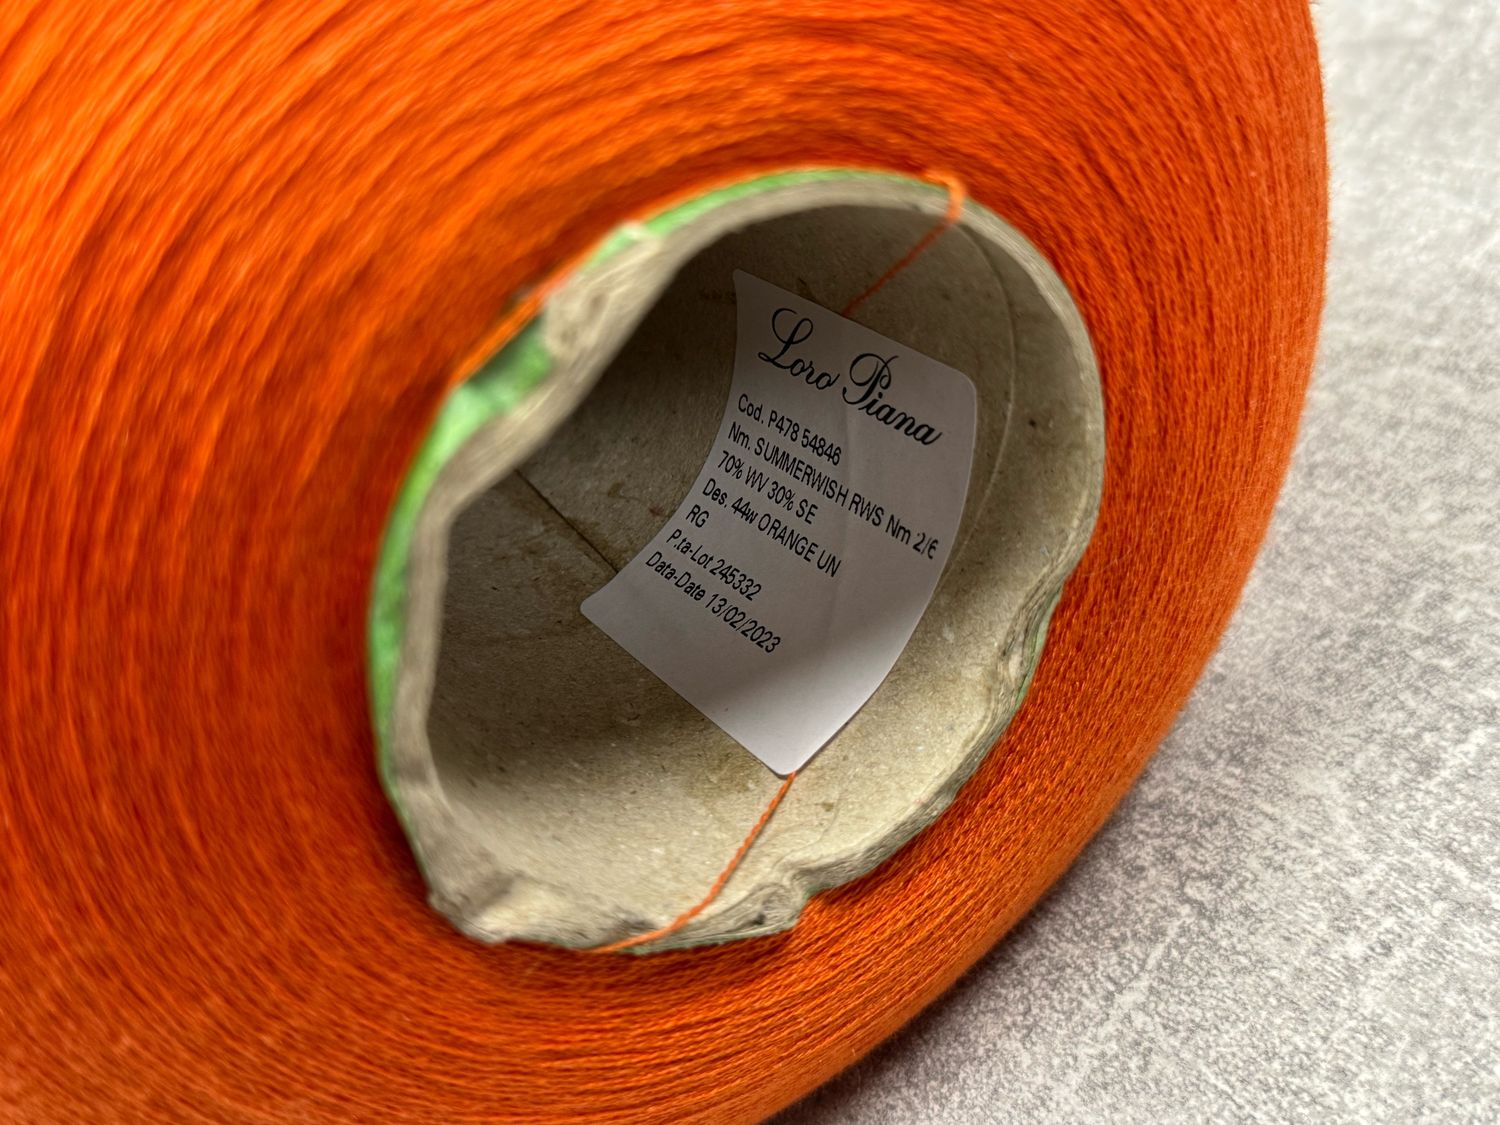 Loro Piana
Cod. P478 54846
Nm. SUMMERWISH RWS Nm 2/6
70% WV 30% SE
Des. 44w ORANGE UN
RG
P.ta-Lot 245332
Data-Date 13/02/2023